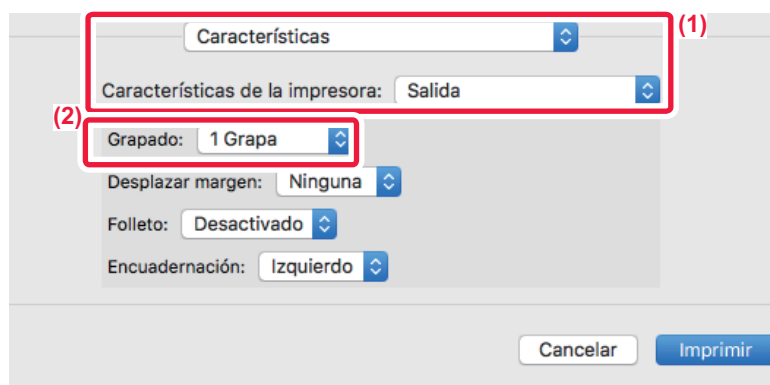 Características
(1)
Características de la impresora: Salida
(2)
Grapado: 1 Grapa
Desplazar margen: Ninguna
Folleto: Desactivado
Encuadernación: Izquierdo
Cancelar Imprimir